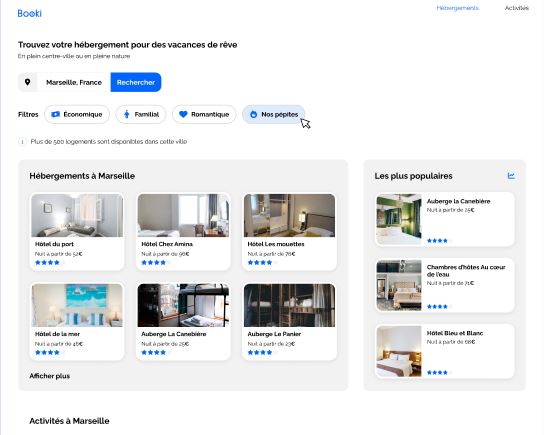 Booki
Hébergements
Activités
Trouvez votre hébergement pour des vacances de rêve
En plein centre-ville ou en pleine nature
Marseille, France
Rechercher
Filtres
Économique
Familial
Romantique
Nos pépites
Plus de 500 logements sont disponibles dans cette ville
Hébergements à Marseille
Hôtel du port
Nuit à partir de 52€
Hôtel Chez Amina
Nuit à partir de 96€
Hôtel Les mouettes
Nuit à partir de 76€
Hôtel de la mer
Nuit à partir de 46€
Auberge La Canebière
Nuit à partir de 25€
Auberge Le Panier
Nuit à partir de 23€
Afficher plus
Les plus populaires
Auberge la Canebière
Nuit à partir de 25€
Chambres d'hôtes Au cœur
de l'eau
Nuit à partir de 71€
Hôtel Bleu et Blanc
Nuit à partir de 68€
Activités à Marseille